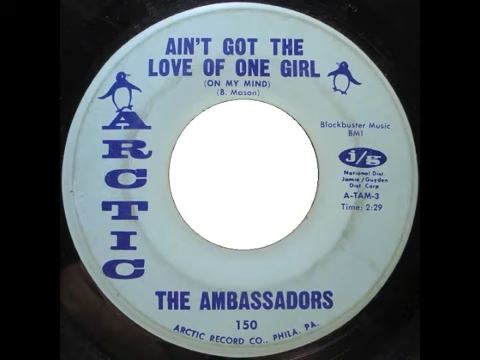 AIN'T GOT THE
LOVE OF ONE GIRL
(ON MY MIND)
(B. Mason)
ARCTIC
Blockbuster Music
BMI
j/g
National Dist.
Jamie/Guyden
Dist. Corp
A-TAM-3
Time: 2:29
THE AMBASSADORS
150
ARCTIC RECORD CO., PHILA. PA.